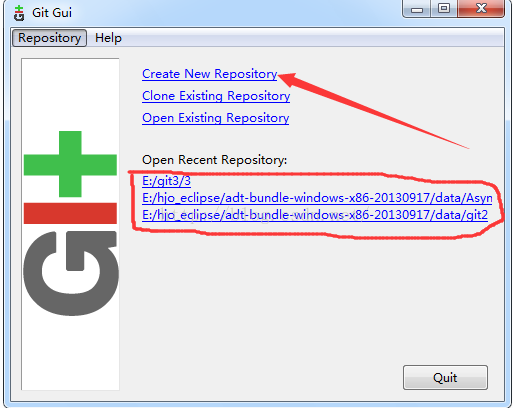 Git Gui
Repository Help
Create New Repository
Clone Existing Repository
Open Existing Repository
Open Recent Repository:
E:/git3/3
E:/hjo_eclipse/adt-bundle-windows-x86-20130917/data/Asyn
E:/hjo_eclipse/adt-bundle-windows-x86-20130917/data/git2
GIt
Quit